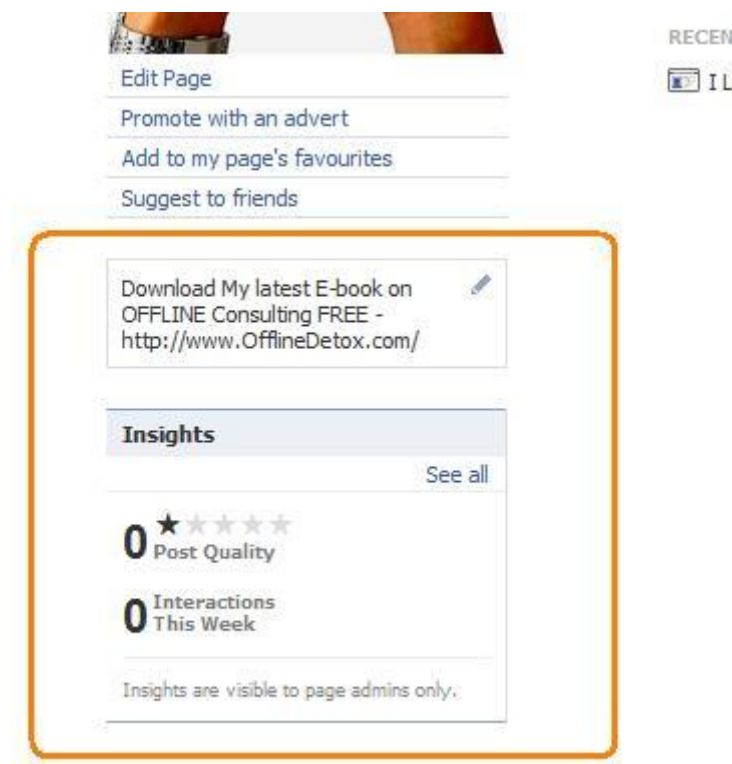 RECEN
I L
Edit Page
Promote with an advert
Add to my page's favourites
Suggest to friends
Download My latest E-book on
OFFLINE Consulting FREE -
http://www.OfflineDetox.com/
Insights
See all
0 Post Quality
0 Interactions
This Week
Insights are visible to page admins only.